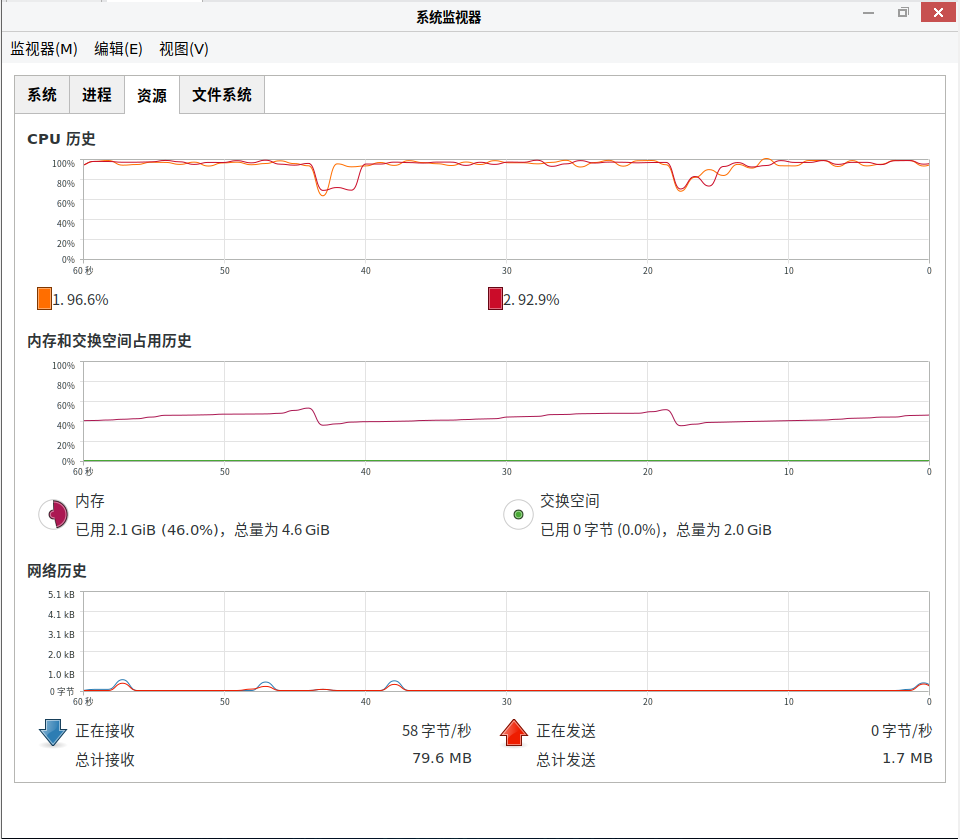 系统监视器
监视器(M) 编辑(E) 视图(V)
系统 进程 资源 文件系统
CPU 历史
100%
80%
60%
40%
20%
0%
60 秒 50 40 30 20 10 0
1. 96.6% 2. 92.9%
内存和交换空间占用历史
100%
80%
60%
40%
20%
0%
60 秒 50 40 30 20 10 0
内存 交换空间
已用 2.1 GiB (46.0%)，总量为 4.6 GiB 已用 0 字节 (0.0%)，总量为 2.0 GiB
网络历史
5.1 kB
4.1 kB
3.1 kB
2.0 kB
1.0 kB
0 字节
60 秒 50 40 30 20 10 0
正在接收 58 字节/秒 正在发送 0 字节/秒
总计接收 79.6 MB 总计发送 1.7 MB